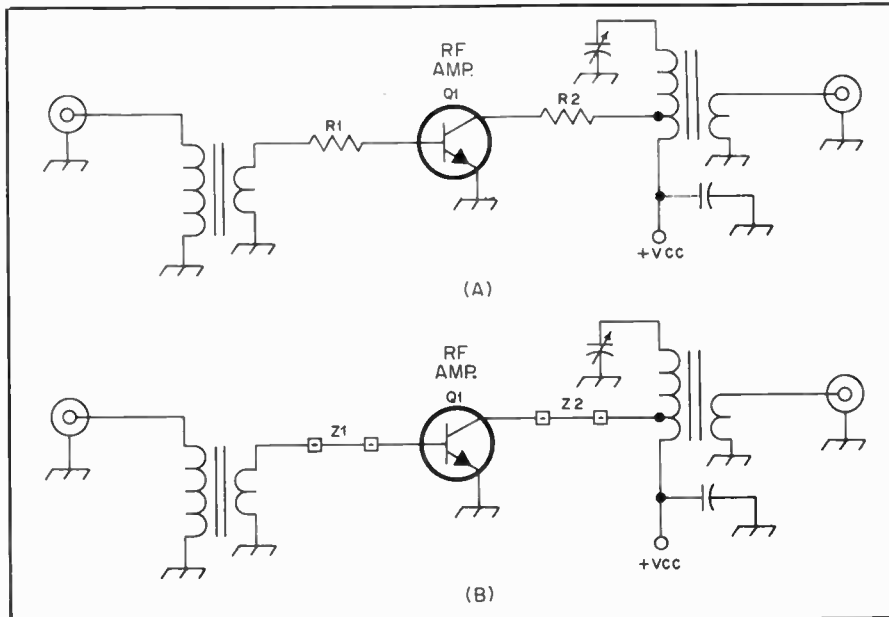 RF
AMP.
Q1
R1
R2
+VCC
(A)
RF
AMP.
Q1
Z1
Z2
+VCC
(B)